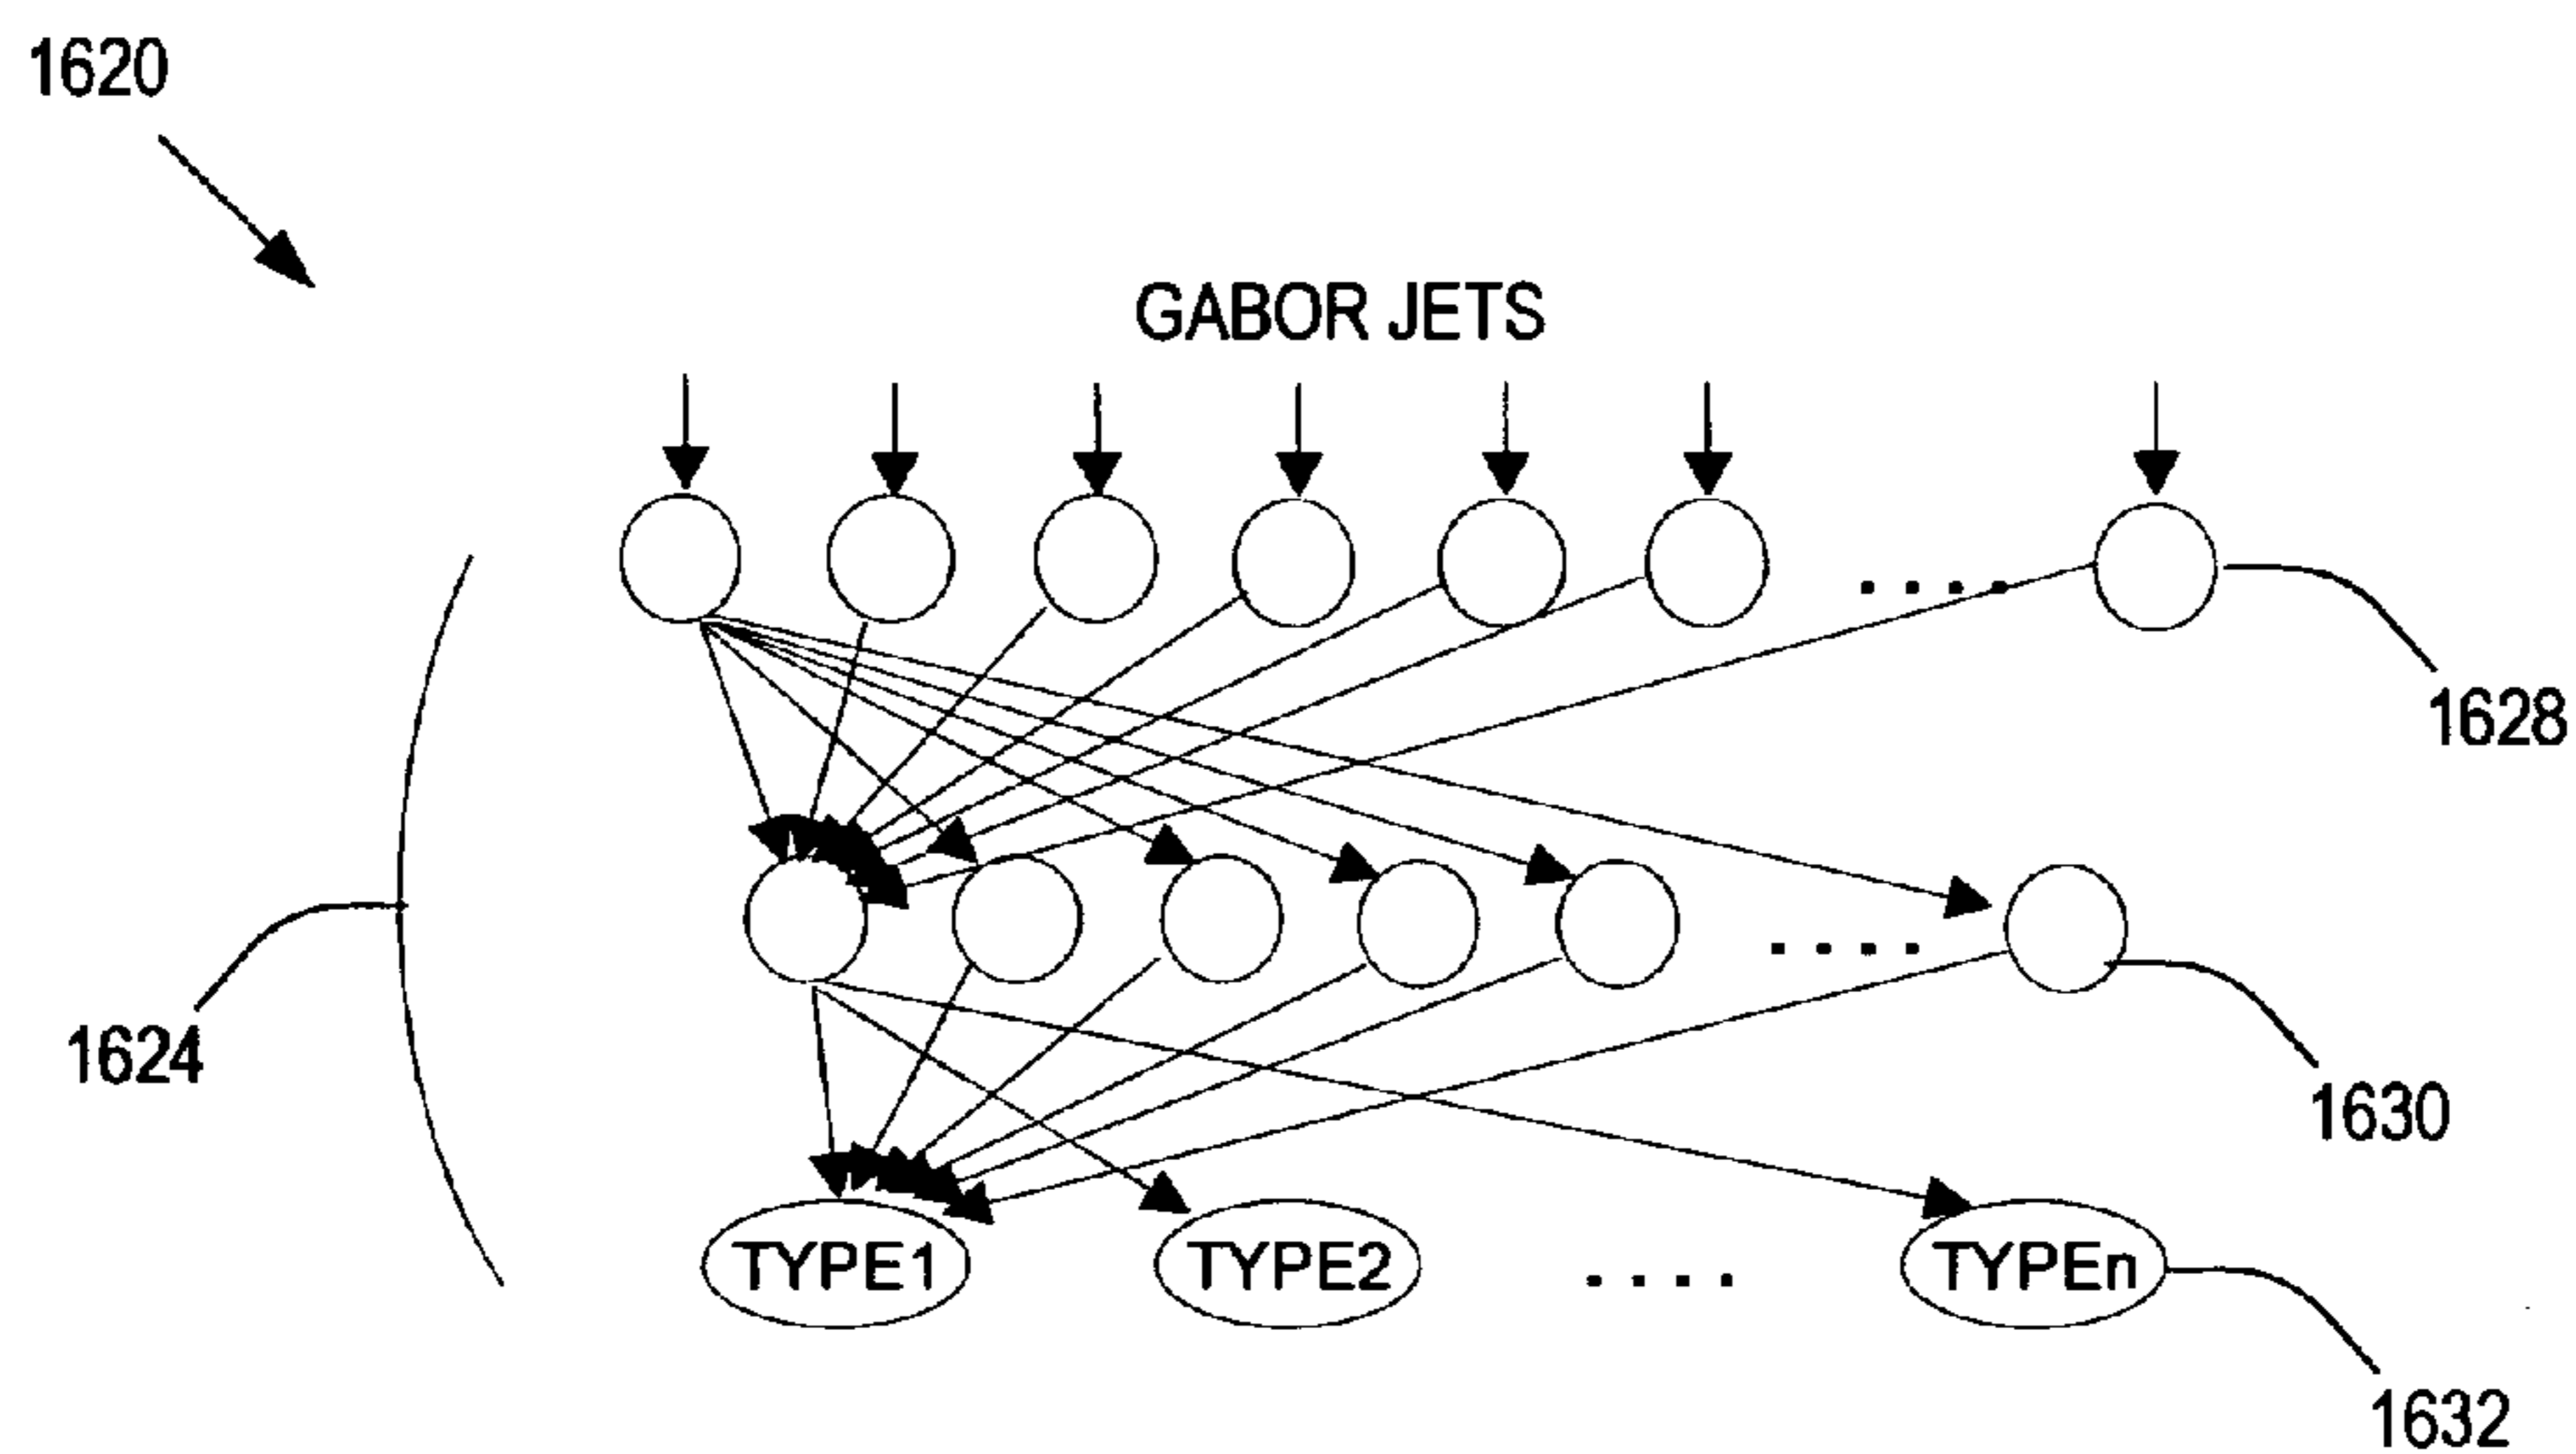 1620
GABOR JETS
. . . .
1628
. . . .
1624
1630
TYPE1 TYPE2 . . . . TYPEn
1632